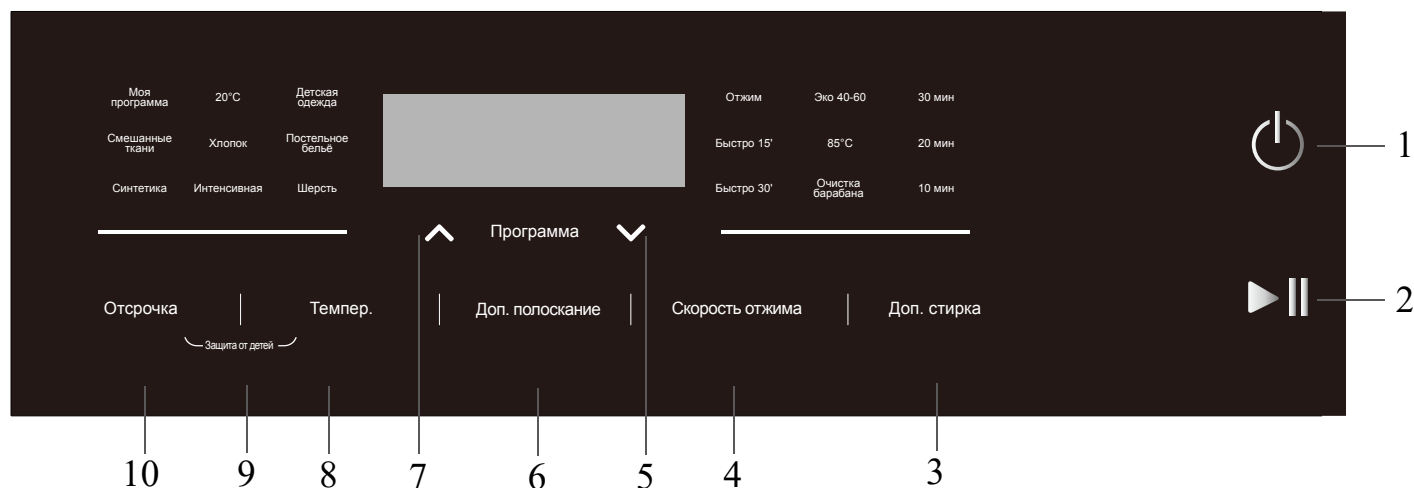 Моя
программа
20°C
Детская
одежда
Смешанные
ткани
Хлопок
Постельное
бельё
Синтетика
Интенсивная
Шерсть
Отжим
Эко 40-60
30 мин
Быстро 15'
85°C
20 мин
Быстро 30'
Очистка
барабана
10 мин
Программа
Отсрочка
Темпер.
Доп. полоскание
Скорость отжима
Доп. стирка
Защита от детей
1
2
10
9
8
7
6
5
4
3